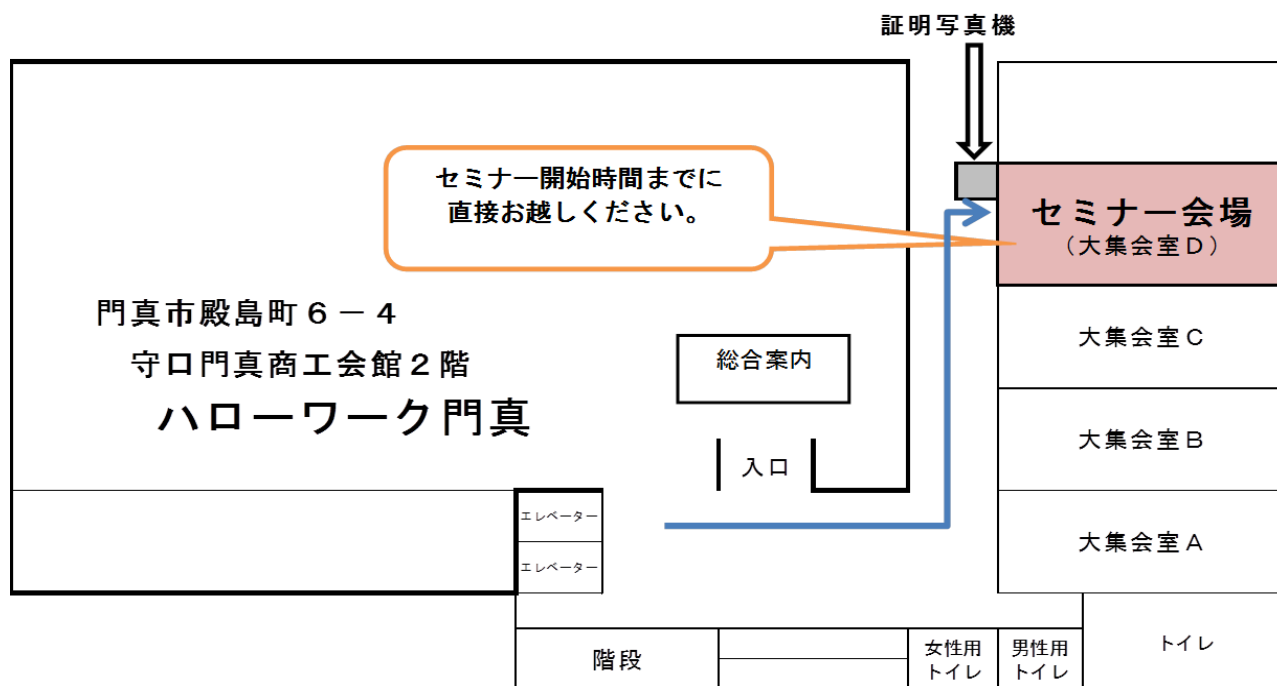 証明写真機
セミナー開始時間までに
直接お越しください。
セミナー会場
（大集会室Ｄ）
門真市殿島町６－４
守口門真商工会館２階
ハローワーク門真
総合案内
大集会室Ｃ
入口
大集会室Ｂ
エレベーター
エレベーター
大集会室Ａ
階段
女性用
トイレ
男性用
トイレ
トイレ